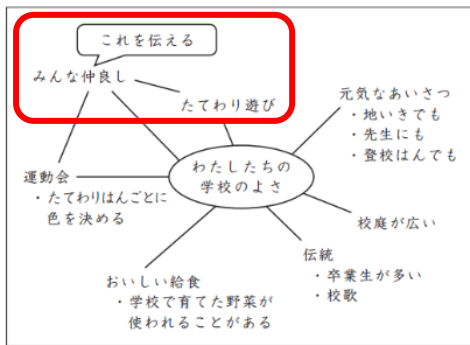 これを伝える
みんな仲良し
たてわり遊び
元気なあいさつ
・地いきでも
・先生にも
・登校はんでも
わたしたちの
学校のよさ
運動会
・たてわりはんごとに
色を決める
校庭が広い
伝統
・卒業生が多い
・校歌
おいしい給食
・学校で育てた野菜が
使われることがある